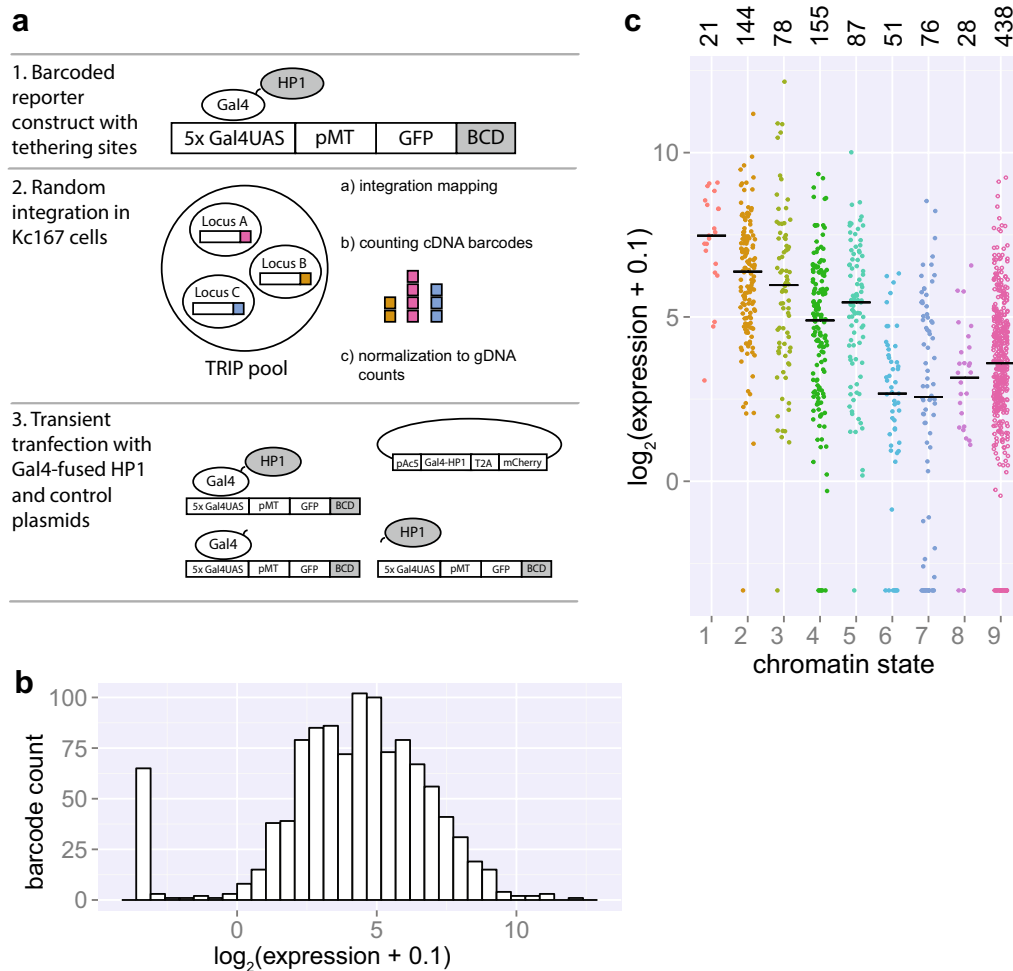 a
1. Barcoded
reporter
construct with
tethering sites
HP1
Gal4
5x Gal4UAS
pMT
GFP
BCD
2. Random
integration in
Kc167 cells
Locus A
Locus B
Locus C
TRIP pool
a) integration mapping
b) counting cDNA barcodes
c) normalization to gDNA
counts
3. Transient
tranfection with
Gal4-fused HP1
and control
plasmids
HP1
Gal4
5x Gal4UAS
pMT
GFP
BCD
pAc5
Gal4-HP1
T2A
mCherry
Gal4
5x Gal4UAS
pMT
GFP
BCD
HP1
5x Gal4UAS
pMT
GFP
BCD
b
100
75
50
25
0
barcode count
0 5 10
log2(expression + 0.1)
c
21 144 78 155 87 51 76 28 438
10
5
0
log2(expression + 0.1)
1 2 3 4 5 6 7 8 9
chromatin state